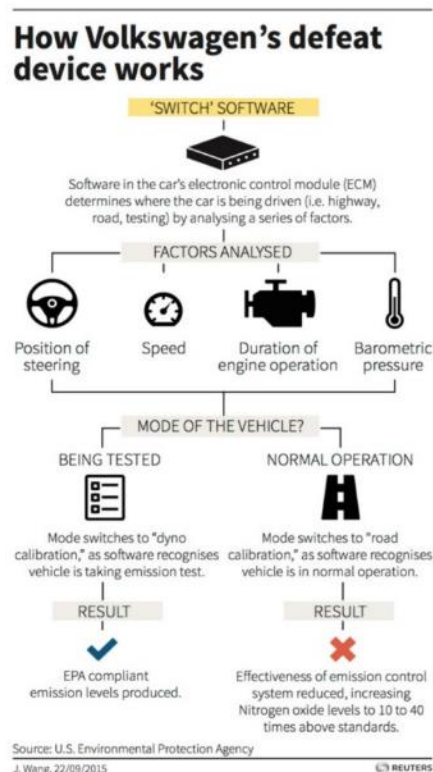 How Volkswagen's defeat
device works
'SWITCH' SOFTWARE
Software in the car's electronic control module (ECM)
determines where the car is being driven (i.e. highway,
road, testing) by analysing a series of factors.
FACTORS ANALYSED
Position of
steering
Speed
Duration of
engine operation
Barometric
pressure
MODE OF THE VEHICLE?
BEING TESTED
Mode switches to "dyno
calibration," as software recognises
vehicle is taking emission test.
RESULT
EPA compliant
emission levels produced.
NORMAL OPERATION
Mode switches to "road
calibration," as software recognises
vehicle is in normal operation.
RESULT
Effectiveness of emission control
system reduced, increasing
Nitrogen oxide levels to 10 to 40
times above standards.
Source: U.S. Environmental Protection Agency
J. Wang, 22/09/2015
REUTERS